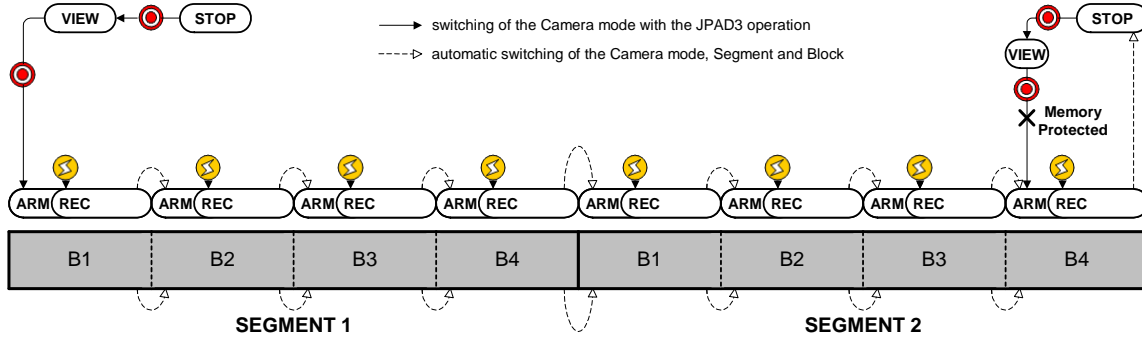 VIEW
STOP
switching of the Camera mode with the JPAD3 operation
automatic switching of the Camera mode, Segment and Block
STOP
VIEW
Memory
Protected
ARM REC ARM REC ARM REC ARM REC ARM REC ARM REC ARM REC ARM REC
B1 B2 B3 B4 B1 B2 B3 B4
SEGMENT 1 SEGMENT 2